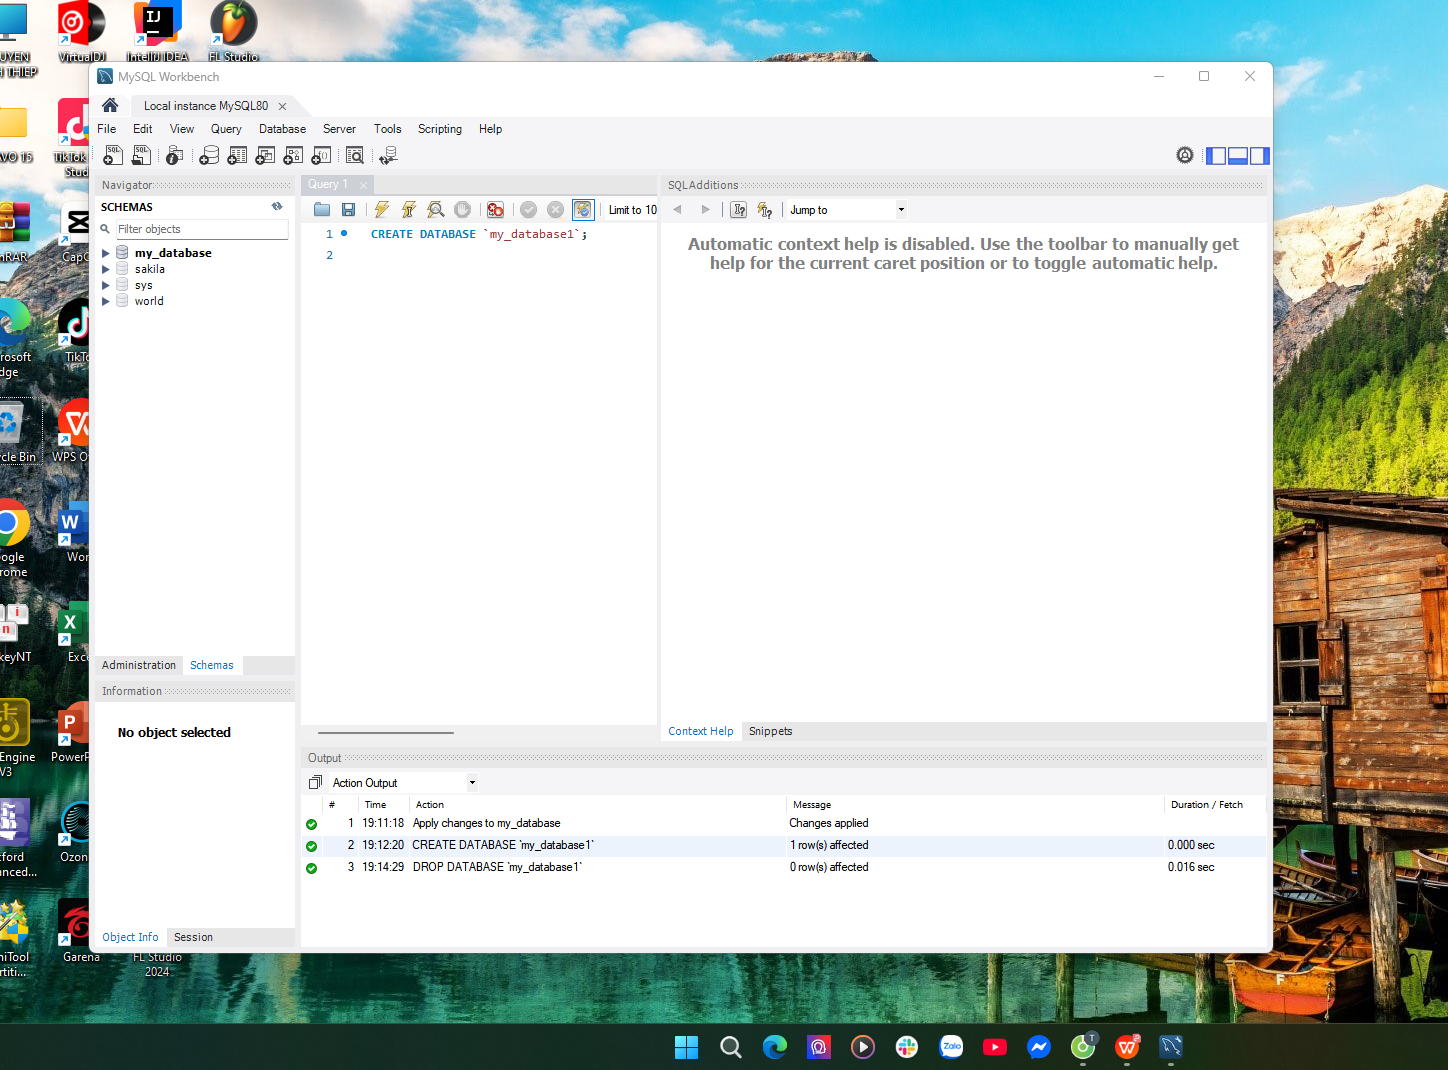 UYEN
H THIEP
VirtualDJ
IntelliJ IDEA
FL Studio
AVO 15
TikTok
Stud
nRAR
CapC
rosoft
dge
TikTo
cle Bin
WPS O
ogle
rome
Wor
keyNT
Exce
Engine
V3
PowerP
tford
anced...
Ozon
niTool
rtiti...
Garena
FL Studio
2024
MySQL Workbench
Local instance MySQL80
File Edit View Query Database Server Tools Scripting Help
Navigator
SCHEMAS
Filter objects
my_database
sakila
sys
world
Administration Schemas
Information
No object selected
Object Info Session
Query 1
Limit to 10
1 CREATE DATABASE `my_database1`;
2
SQLAdditions
Jump to
Automatic context help is disabled. Use the toolbar to manually get
help for the current caret position or to toggle automatic help.
Context Help Snippets
Output
Action Output
# Time Action Message Duration / Fetch
1 19:11:18 Apply changes to my_database Changes applied
2 19:12:20 CREATE DATABASE `my_database1` 1 row(s) affected 0.000 sec
3 19:14:29 DROP DATABASE `my_database1` 0 row(s) affected 0.016 sec
Zalo